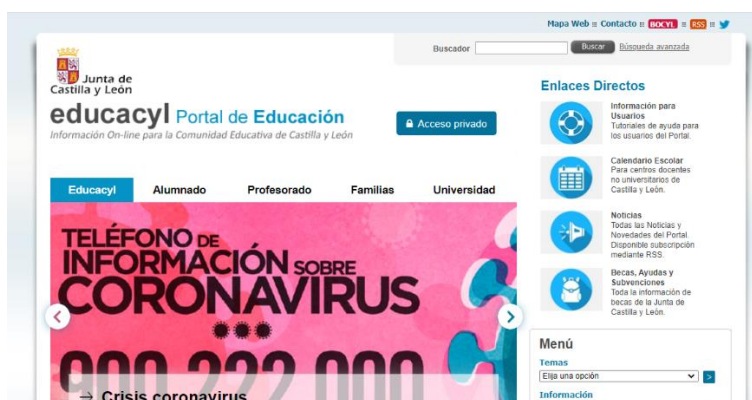 Mapa Web :: Contacto :: BOCYL :: RSS ::
Buscador
Buscar
Búsqueda avanzada
Junta de
Castilla y León
educacyl Portal de Educación
Información On-line para la Comunidad Educativa de Castilla y León
Acceso privado
Educacyl Alumnado Profesorado Familias Universidad
TELÉFONO DE
INFORMACIÓN SOBRE
CORONAVIRUS
900 222 000
→ Crisis coronavirus
Enlaces Directos
Información para
Usuarios
Tutoriales de ayuda para
los usuarios del Portal.
Calendario Escolar
Para centros docentes
no universitarios de
Castilla y León.
Noticias
Todas las Noticias y
Novedades del Portal.
Disponible subscripción
mediante RSS.
Becas, Ayudas y
Subvenciones
Toda la información de
becas de la Junta de
Castilla y León.
Menú
Temas
Elija una opción
>
Información